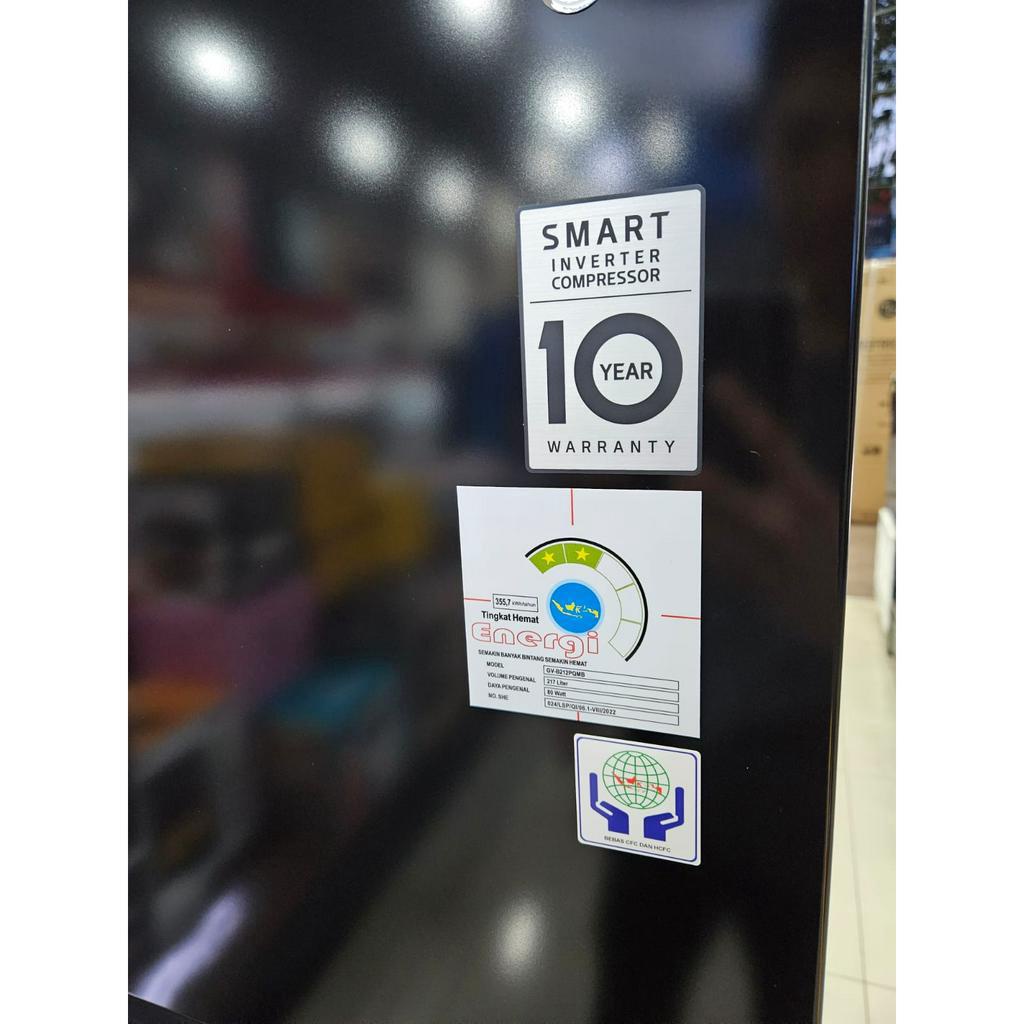 SMART
INVERTER
COMPRESSOR
10
YEAR
WARRANTY
355,7 kWh/tahun
Tingkat Hemat
Energi
SEMAKIN BANYAK BINTANG SEMAKIN HEMAT
MODEL GV-B212PQMB
VOLUME PENGENAL 217 Liter
DAYA PENGENAL 80 Watt
NO. SHE 024/LSP/QI/06.1-VIII/2022
BEBAS CFC DAN HCFC